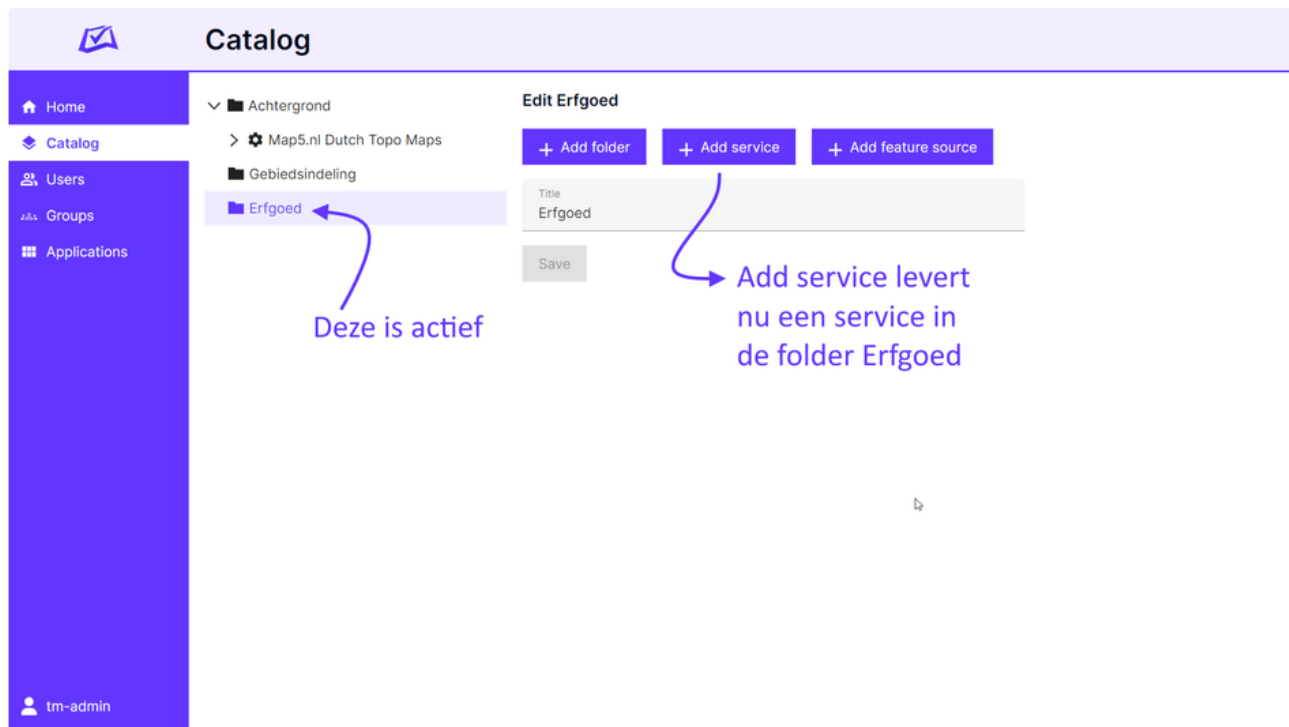 Catalog
Home
Catalog
Users
Groups
Applications
tm-admin
Achtergrond
Map5.nl Dutch Topo Maps
Gebiedsindeling
Erfgoed
Deze is actief
Edit Erfgoed
+ Add folder
+ Add service
+ Add feature source
Title
Erfgoed
Save
Add service levert
nu een service in
de folder Erfgoed